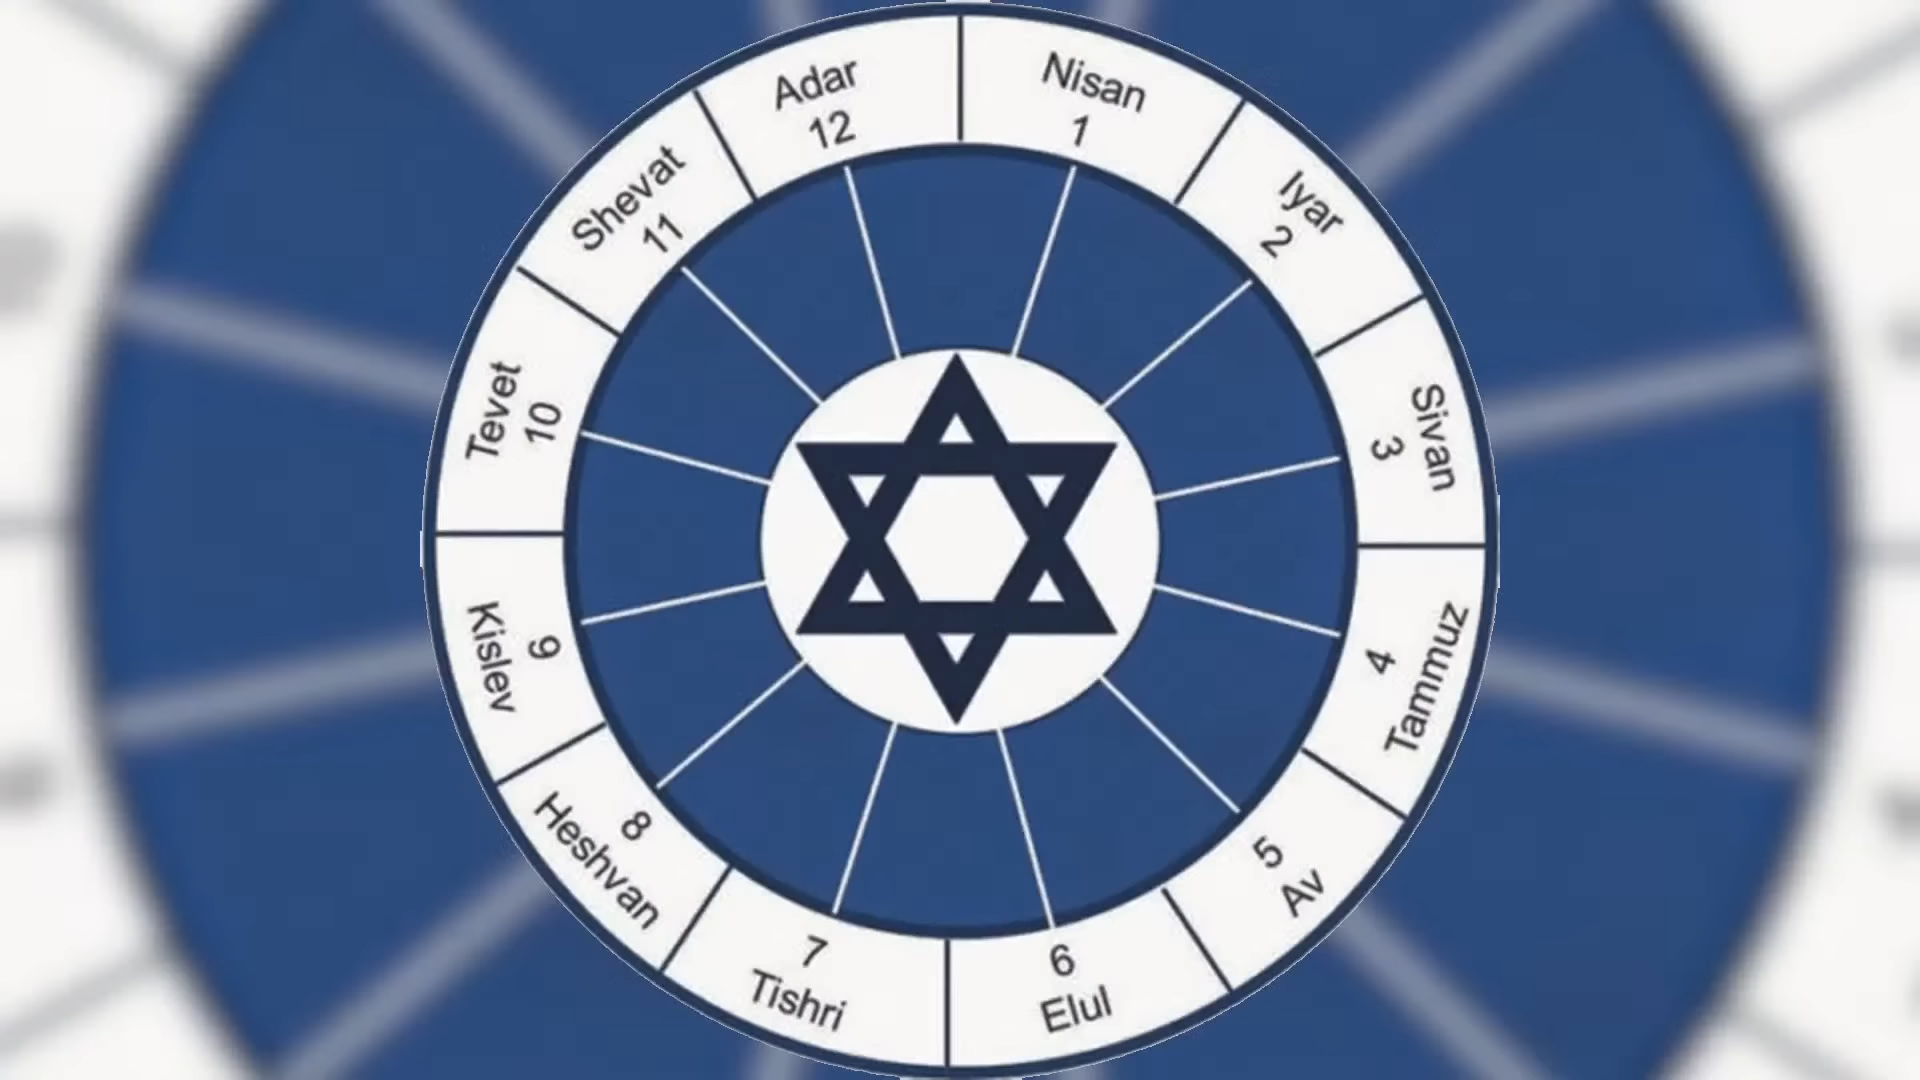 Nisan
1
Iyar
2
Sivan
3
4
Tammuz
5
Av
6
Elul
7
Tishri
8
Heshvan
9
Kislev
Tevet
10
Shevat
11
Adar
12